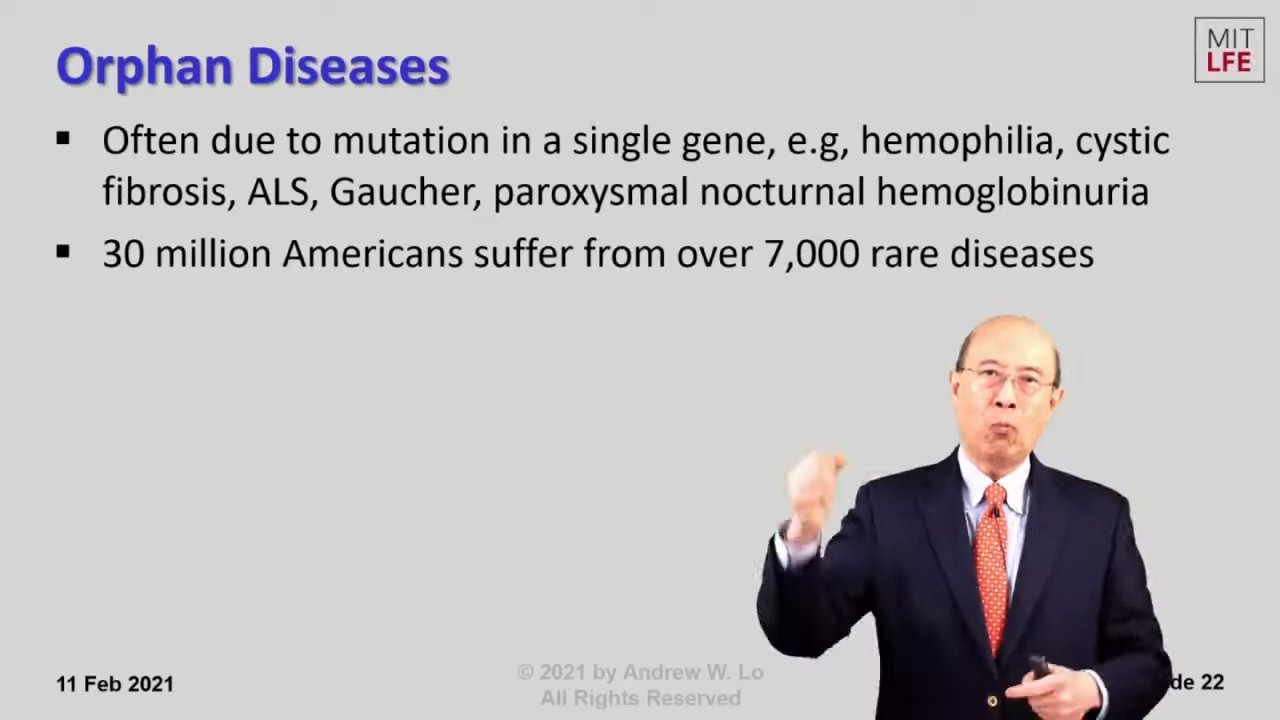 Orphan Diseases
MIT
LFE
▪ Often due to mutation in a single gene, e.g, hemophilia, cystic
fibrosis, ALS, Gaucher, paroxysmal nocturnal hemoglobinuria
▪ 30 million Americans suffer from over 7,000 rare diseases
11 Feb 2021
© 2021 by Andrew W. Lo
All Rights Reserved
22